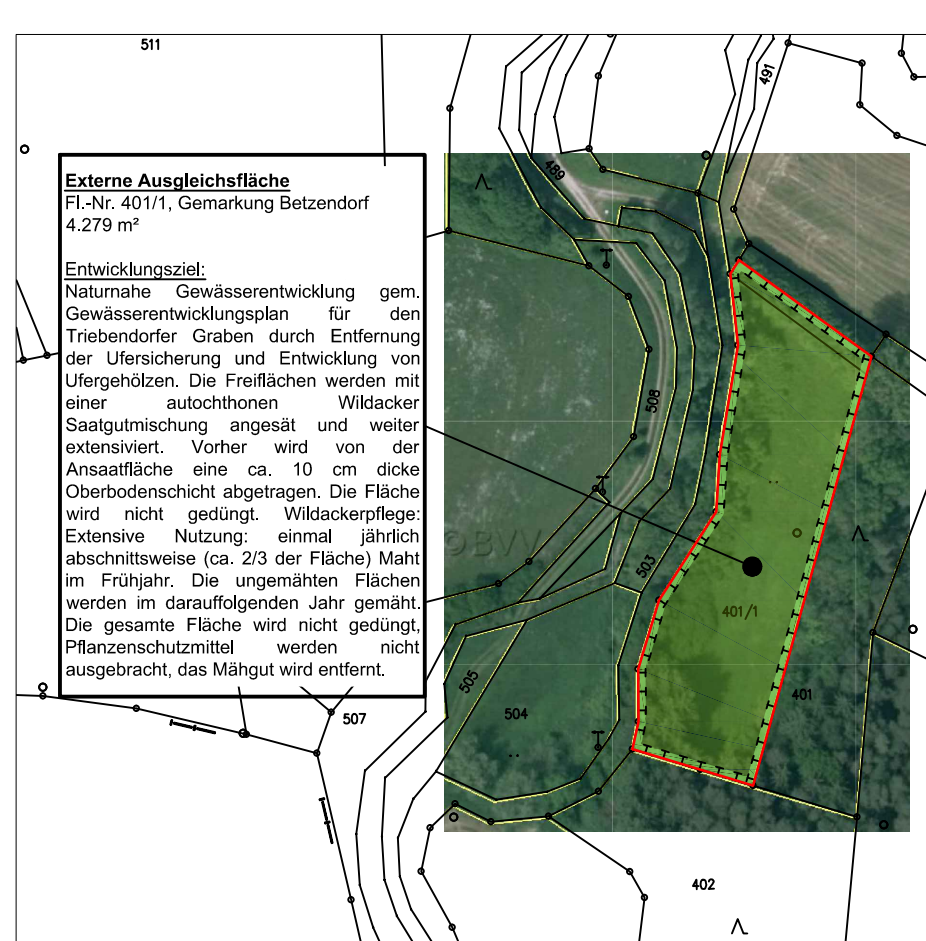 511
491
489
Externe Ausgleichsfläche
Fl.-Nr. 401/1, Gemarkung Betzendorf
4.279 m²
Entwicklungsziel:
Naturnahe Gewässerentwicklung gem.
Gewässerentwicklungsplan für den
Triebendorfer Graben durch Entfernung
der Ufersicherung und Entwicklung von
Ufergehölzen. Die Freiflächen werden mit
einer autochthonen Wildacker
Saatgutmischung angesät und weiter
extensiviert. Vorher wird von der
Ansaatfläche eine ca. 10 cm dicke
Oberbodenschicht abgetragen. Die Fläche
wird nicht gedüngt. Wildackerpflege:
Extensive Nutzung: einmal jährlich
abschnittsweise (ca. 2/3 der Fläche) Maht
im Frühjahr. Die ungemähten Flächen
werden im darauffolgenden Jahr gemäht.
Die gesamte Fläche wird nicht gedüngt,
Pflanzenschutzmittel werden nicht
ausgebracht, das Mähgut wird entfernt.
508
©BVV
503
401/1
505
401
504
507
402